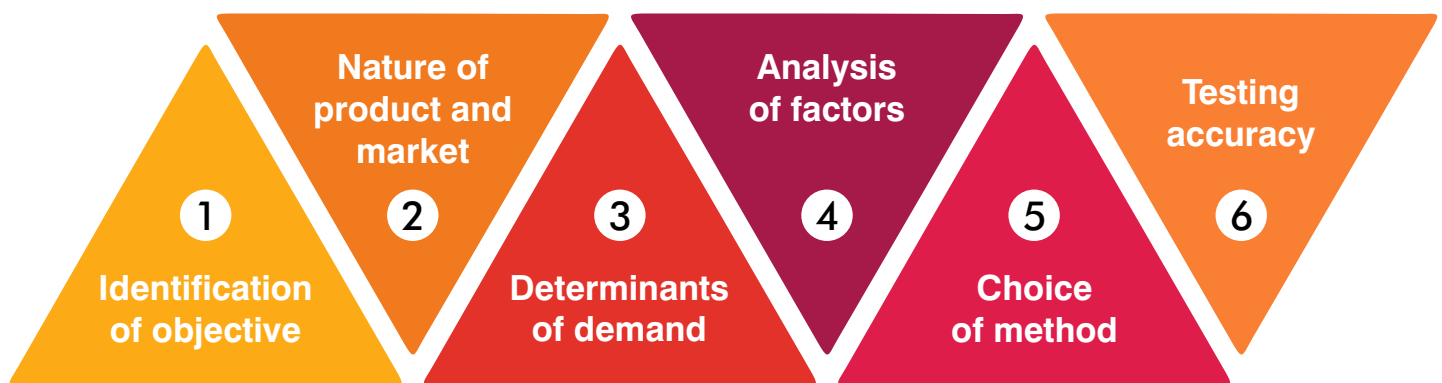 1
Identification
of objective
Nature of
product and
market
2
3
Determinants
of demand
Analysis
of factors
4
5
Choice
of method
Testing
accuracy
6